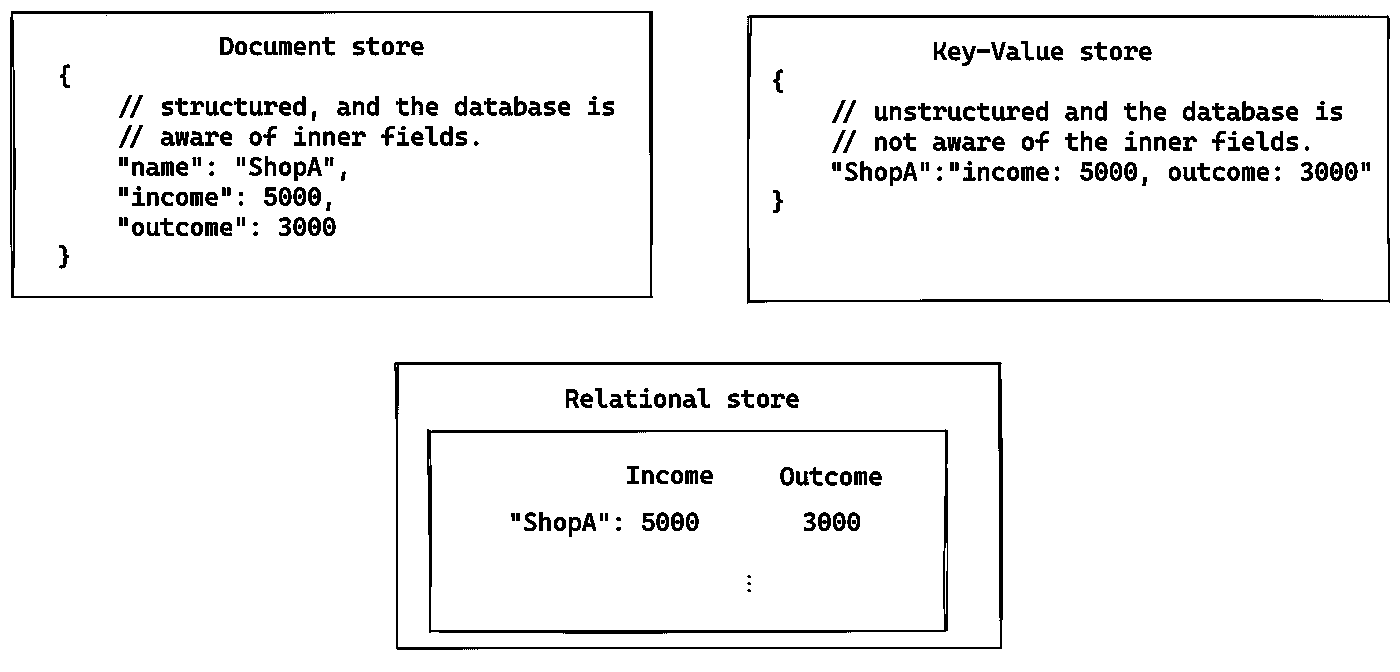 Document store
{
// structured, and the database is
// aware of inner fields.
"name": "ShopA",
"income": 5000,
"outcome": 3000
}
Key-Value store
{
// unstructured and the database is
// not aware of the inner fields.
"ShopA":"income: 5000, outcome: 3000"
}
Relational store
Income Outcome
"ShopA": 5000 3000
⋮